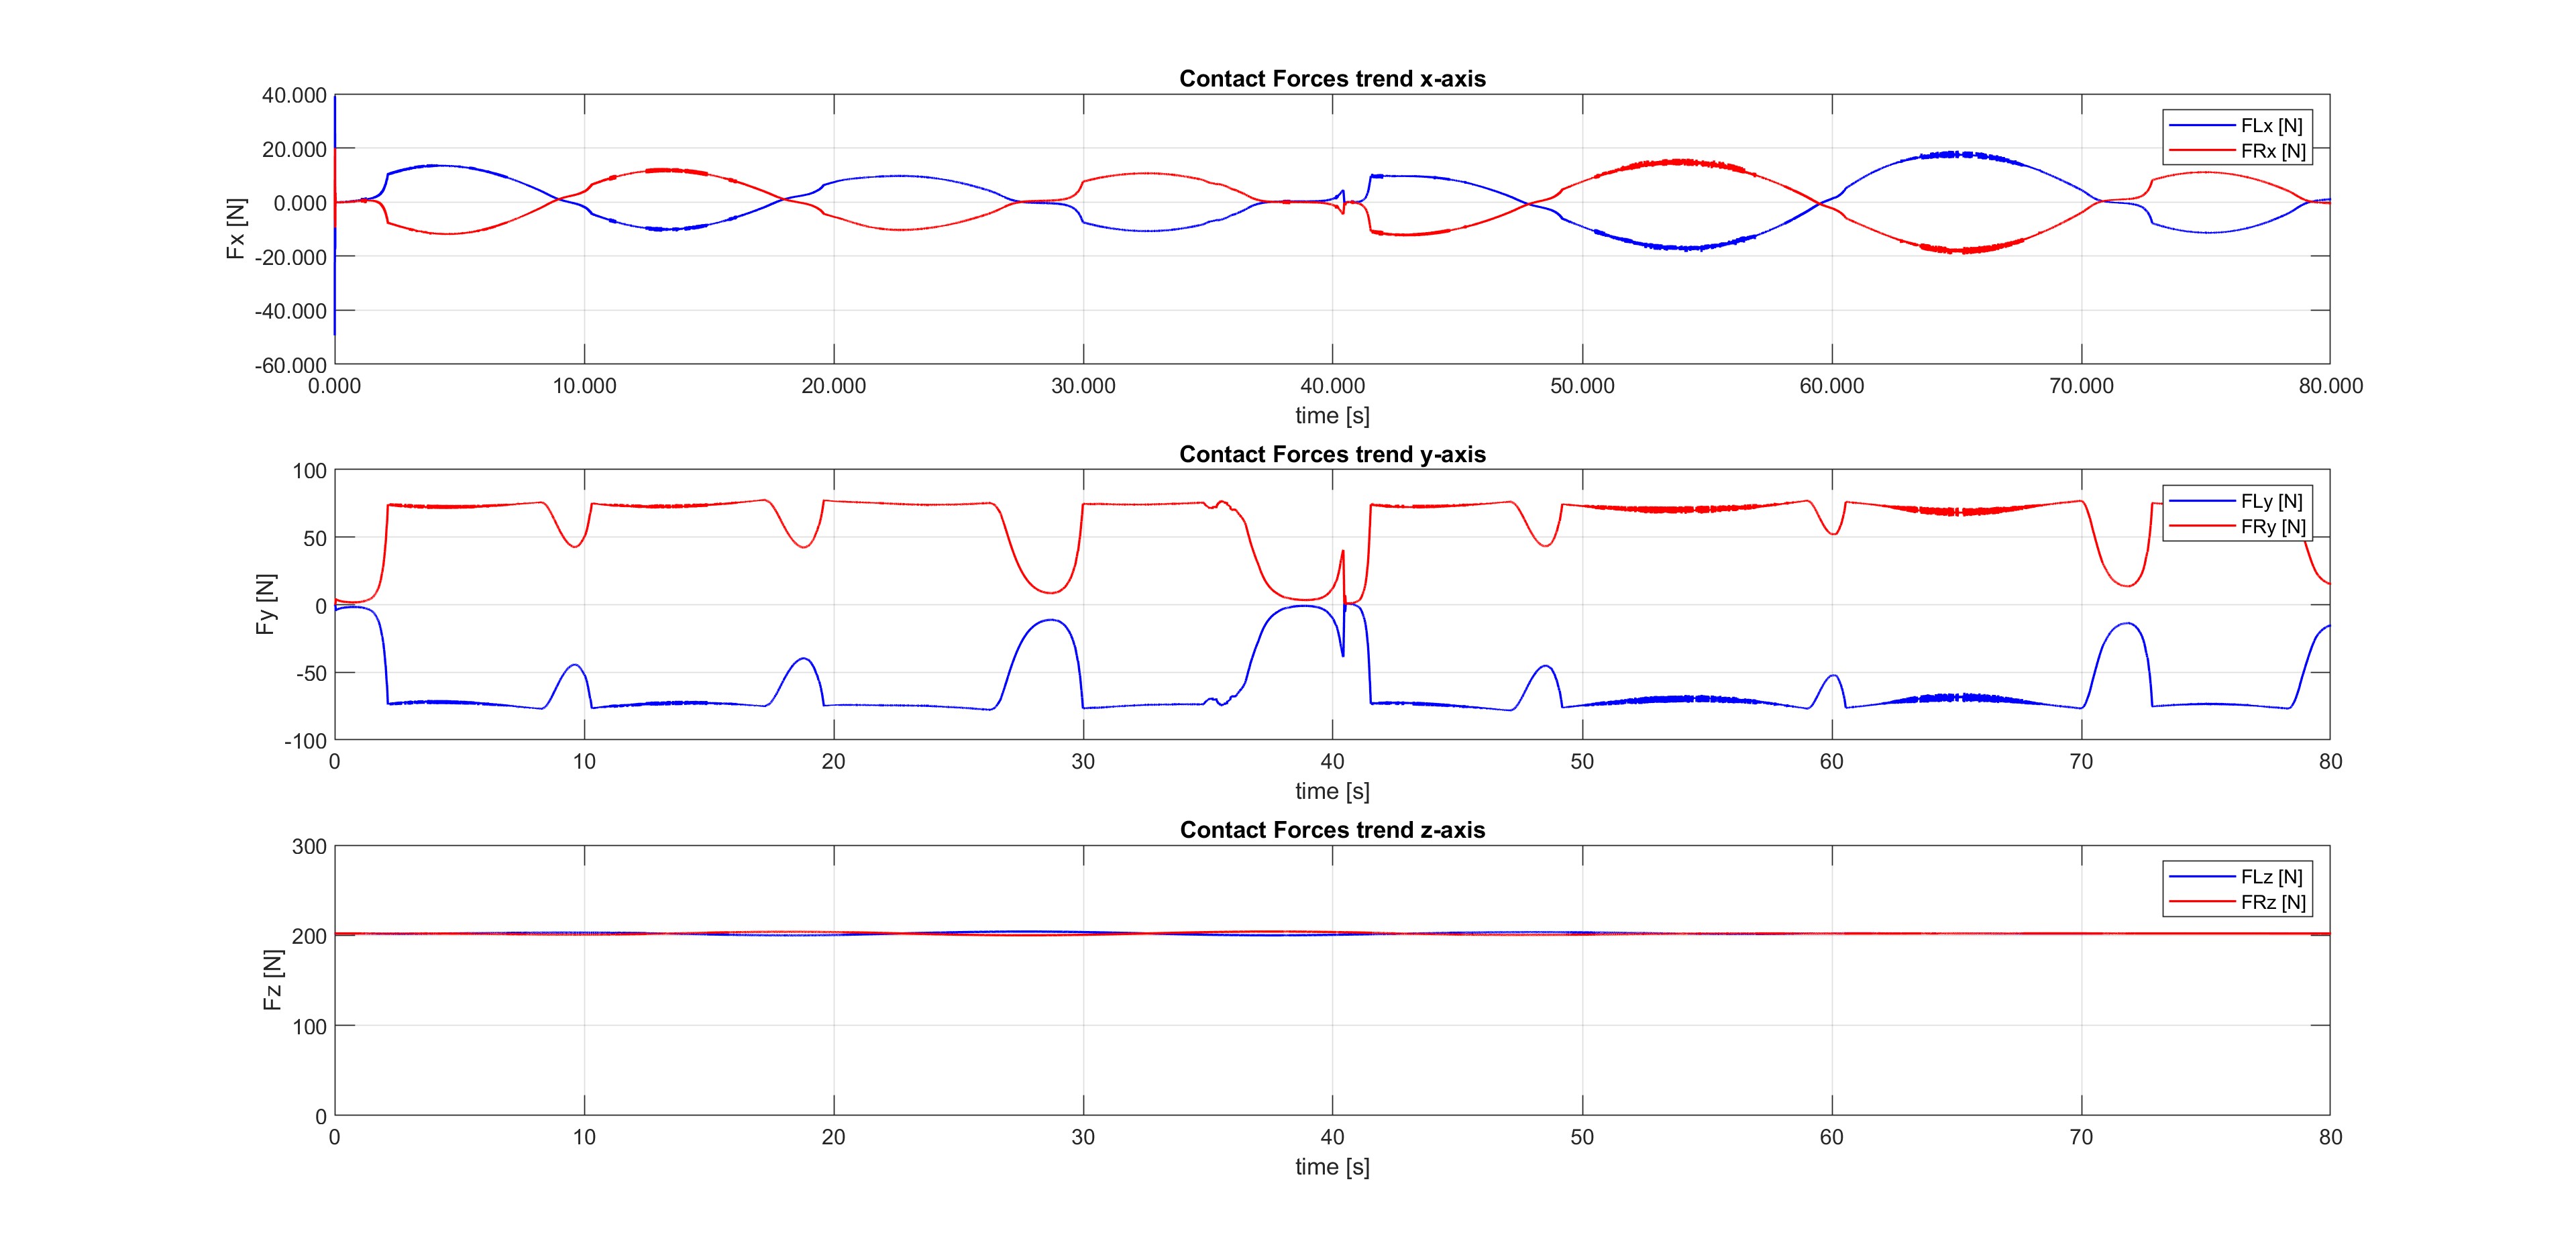 Contact Forces trend x-axis
40.000
20.000
0.000
-20.000
-40.000
-60.000
Fx [N]
FLx [N]
FRx [N]
0.000 10.000 20.000 30.000 40.000 50.000 60.000 70.000 80.000
time [s]
Contact Forces trend y-axis
100
50
0
-50
-100
Fy [N]
FLy [N]
FRy [N]
0 10 20 30 40 50 60 70 80
time [s]
Contact Forces trend z-axis
300
200
100
0
Fz [N]
FLz [N]
FRz [N]
0 10 20 30 40 50 60 70 80
time [s]